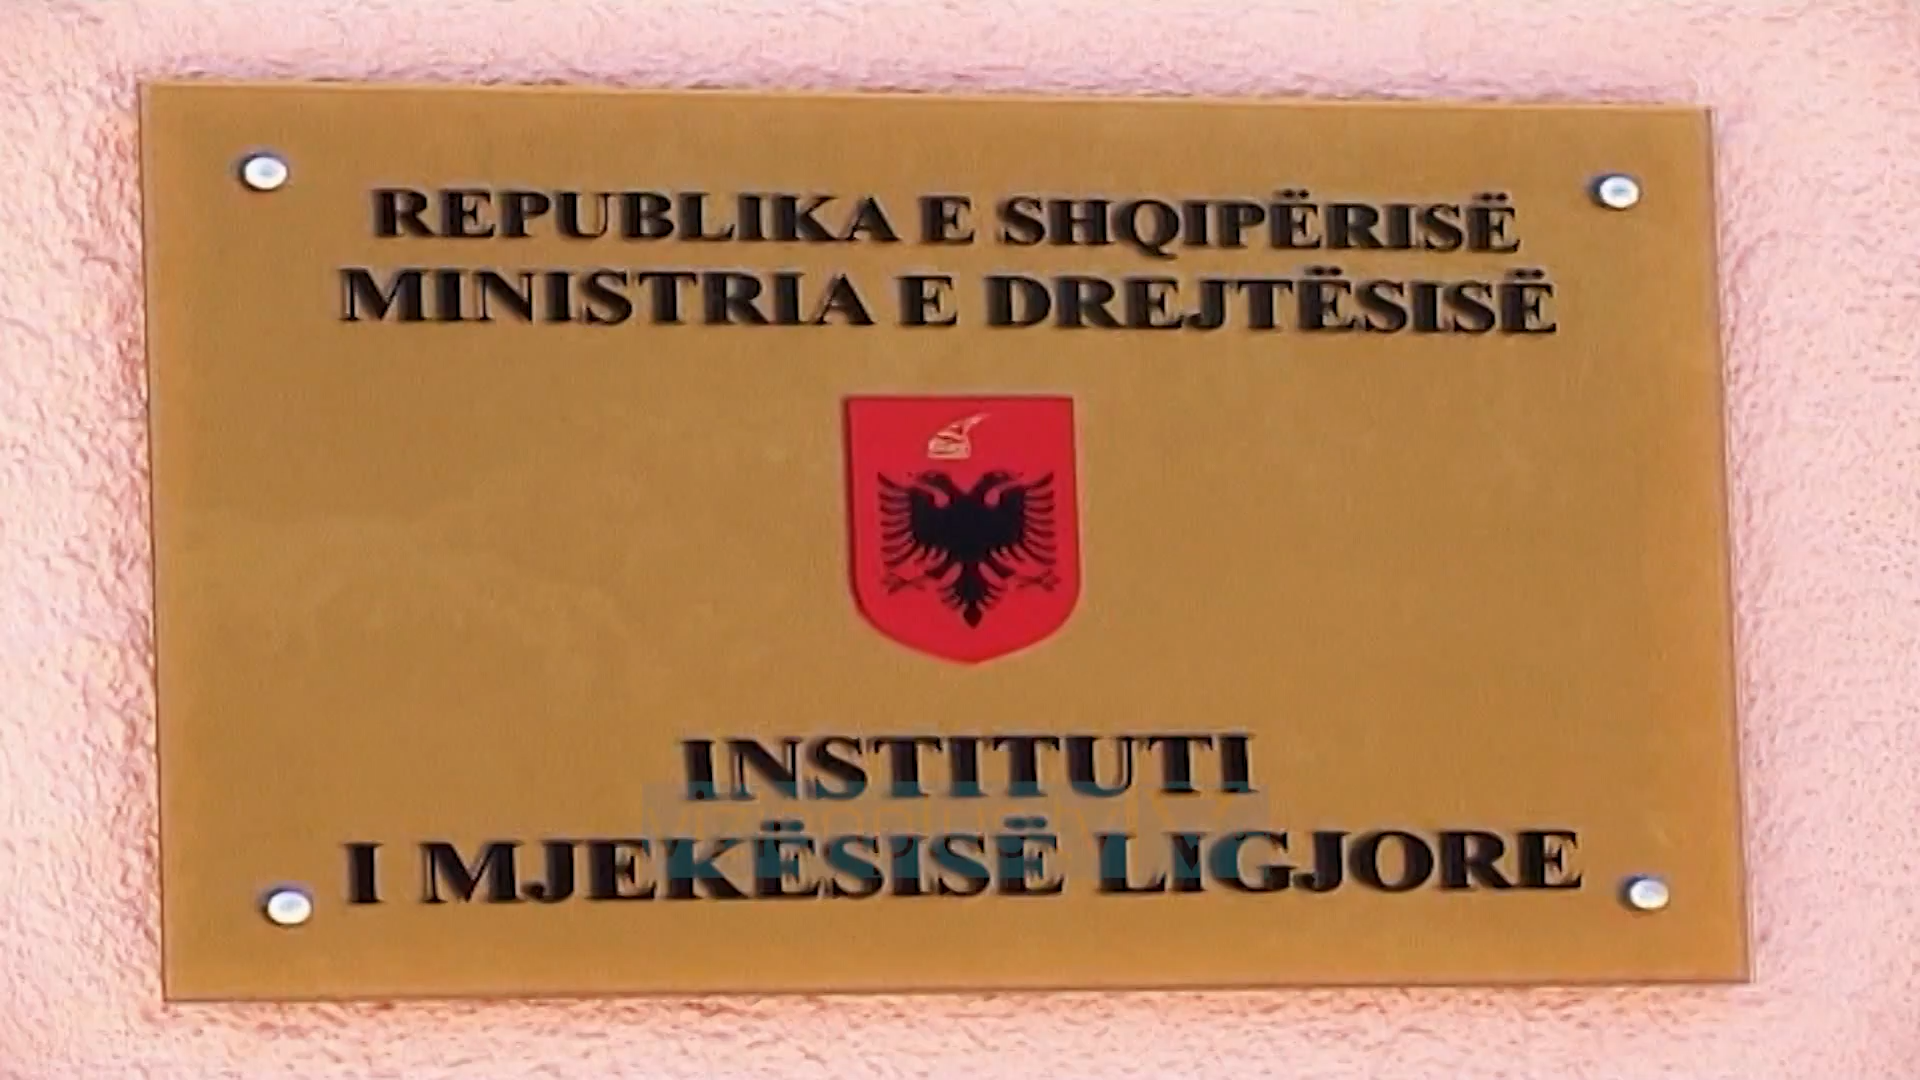 REPUBLIKA E SHQIPËRISË
MINISTRIA E DREJTËSISË
INSTITUTI
I MJEKËSISË LIGJORE